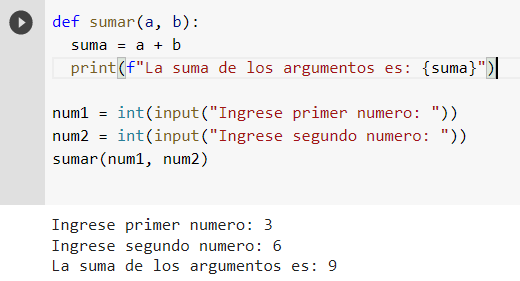 def sumar(a, b):
  suma = a + b
  print(f"La suma de los argumentos es: {suma}")
num1 = int(input("Ingrese primer numero: "))
num2 = int(input("Ingrese segundo numero: "))
sumar(num1, num2)
Ingrese primer numero: 3
Ingrese segundo numero: 6
La suma de los argumentos es: 9